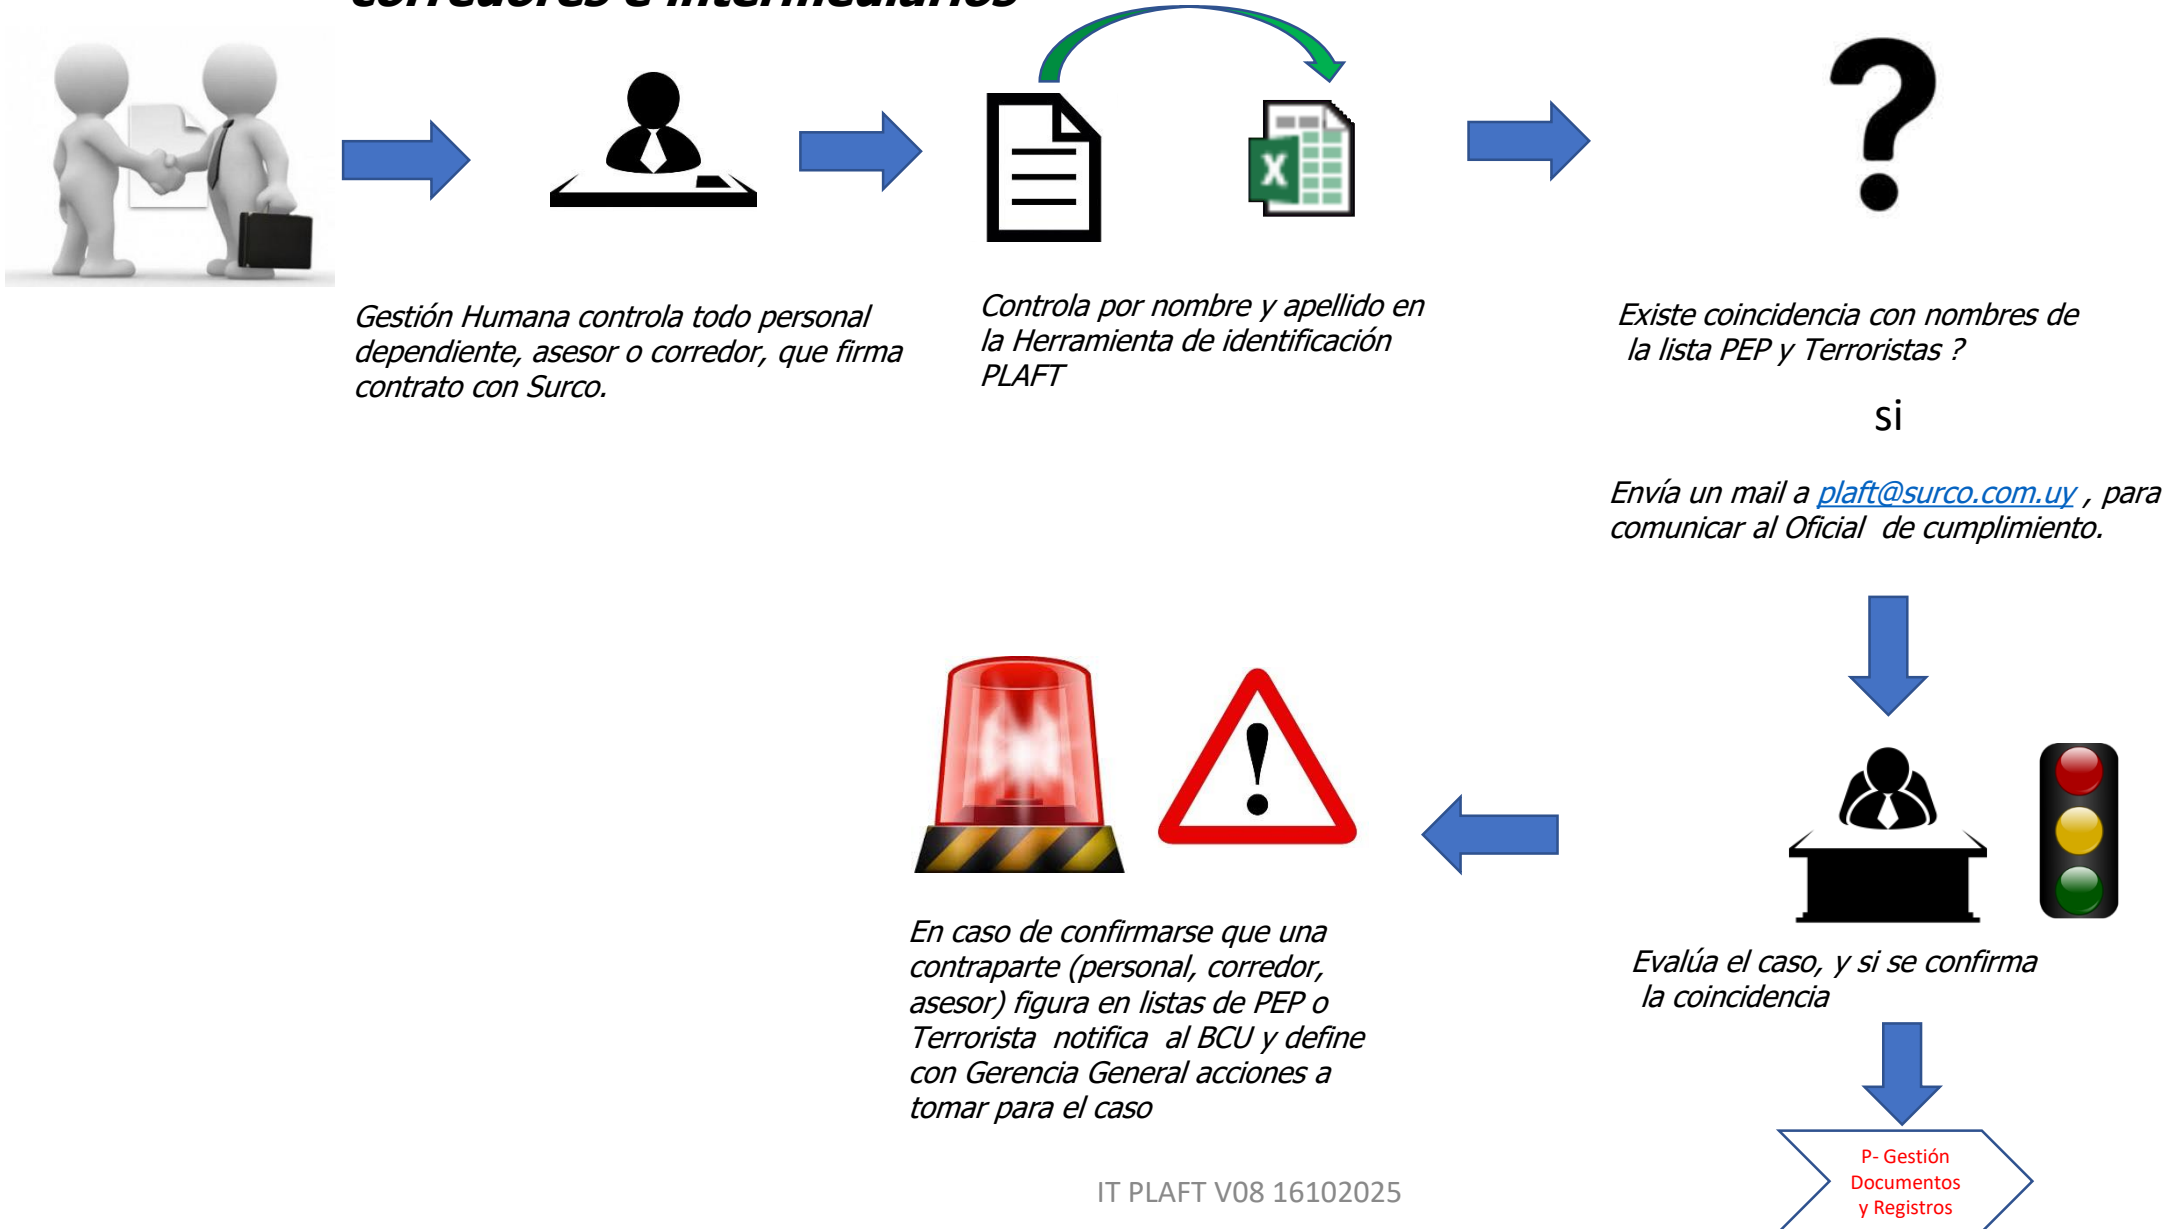 corredores e intermediarios
Gestión Humana controla todo personal
dependiente, asesor o corredor, que firma
contrato con Surco.
Controla por nombre y apellido en
la Herramienta de identificación
PLAFT
Existe coincidencia con nombres de
la lista PEP y Terroristas ?
si
Envía un mail a plaft@surco.com.uy , para
comunicar al Oficial de cumplimiento.
Evalúa el caso, y si se confirma
la coincidencia
En caso de confirmarse que una
contraparte (personal, corredor,
asesor) figura en listas de PEP o
Terrorista notifica al BCU y define
con Gerencia General acciones a
tomar para el caso
P- Gestión
Documentos
y Registros
IT PLAFT V08 16102025